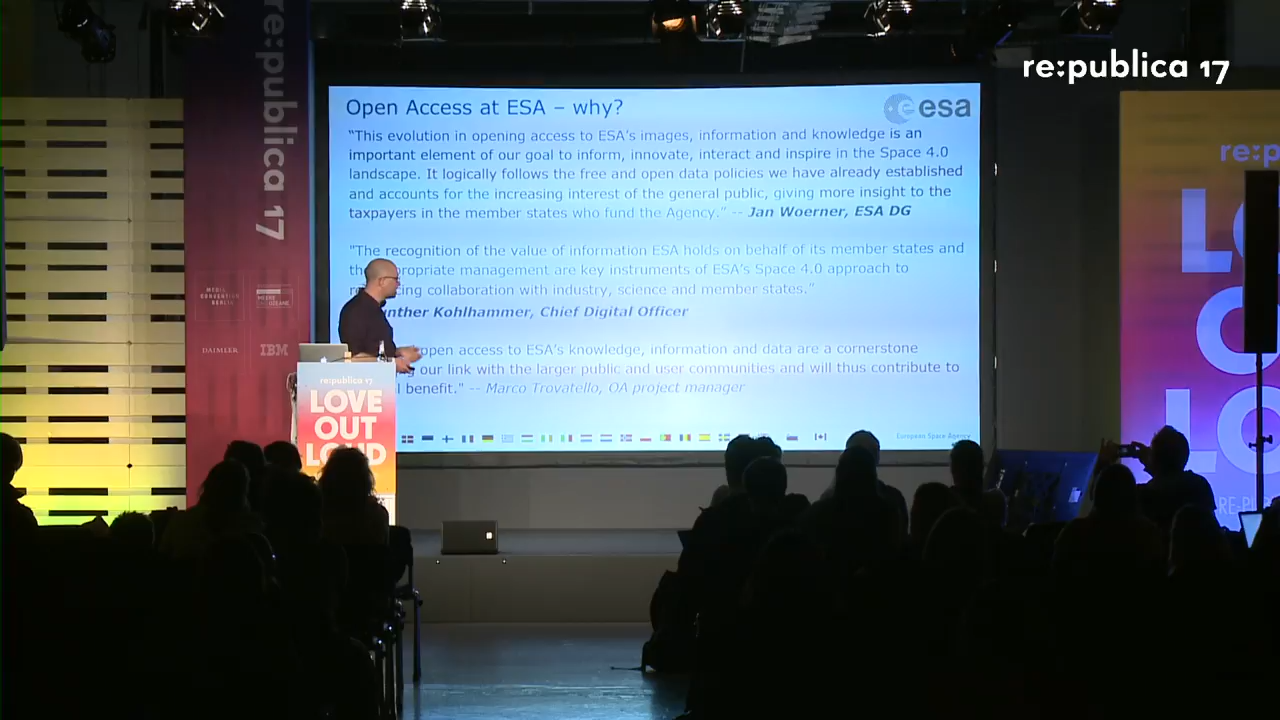 re:publica 17
re:publica 17
Open Access at ESA – why?
esa
"This evolution in opening access to ESA's images, information and knowledge is an
important element of our goal to inform, innovate, interact and inspire in the Space 4.0
landscape. It logically follows the free and open data policies we have already established
and accounts for the increasing interest of the general public, giving more insight to the
taxpayers in the member states who fund the Agency." -- Jan Woerner, ESA DG
"The recognition of the value of information ESA holds on behalf of its member states and
management are key instruments of ESA's Space 4.0 approach to
collaboration with industry, science and member states."
Kohlhammer, Chief Digital Officer
open access to ESA's knowledge, information and data are a cornerstone
our link with the larger public and user communities and will thus contribute to
benefit." -- Marco Trovatello, OA project manager
European Space Agency
MEDIA
CONVENTION
BERLIN
DAIMLER
IBM
re:publica 17
LOVE
OUT
LOUD
re:p